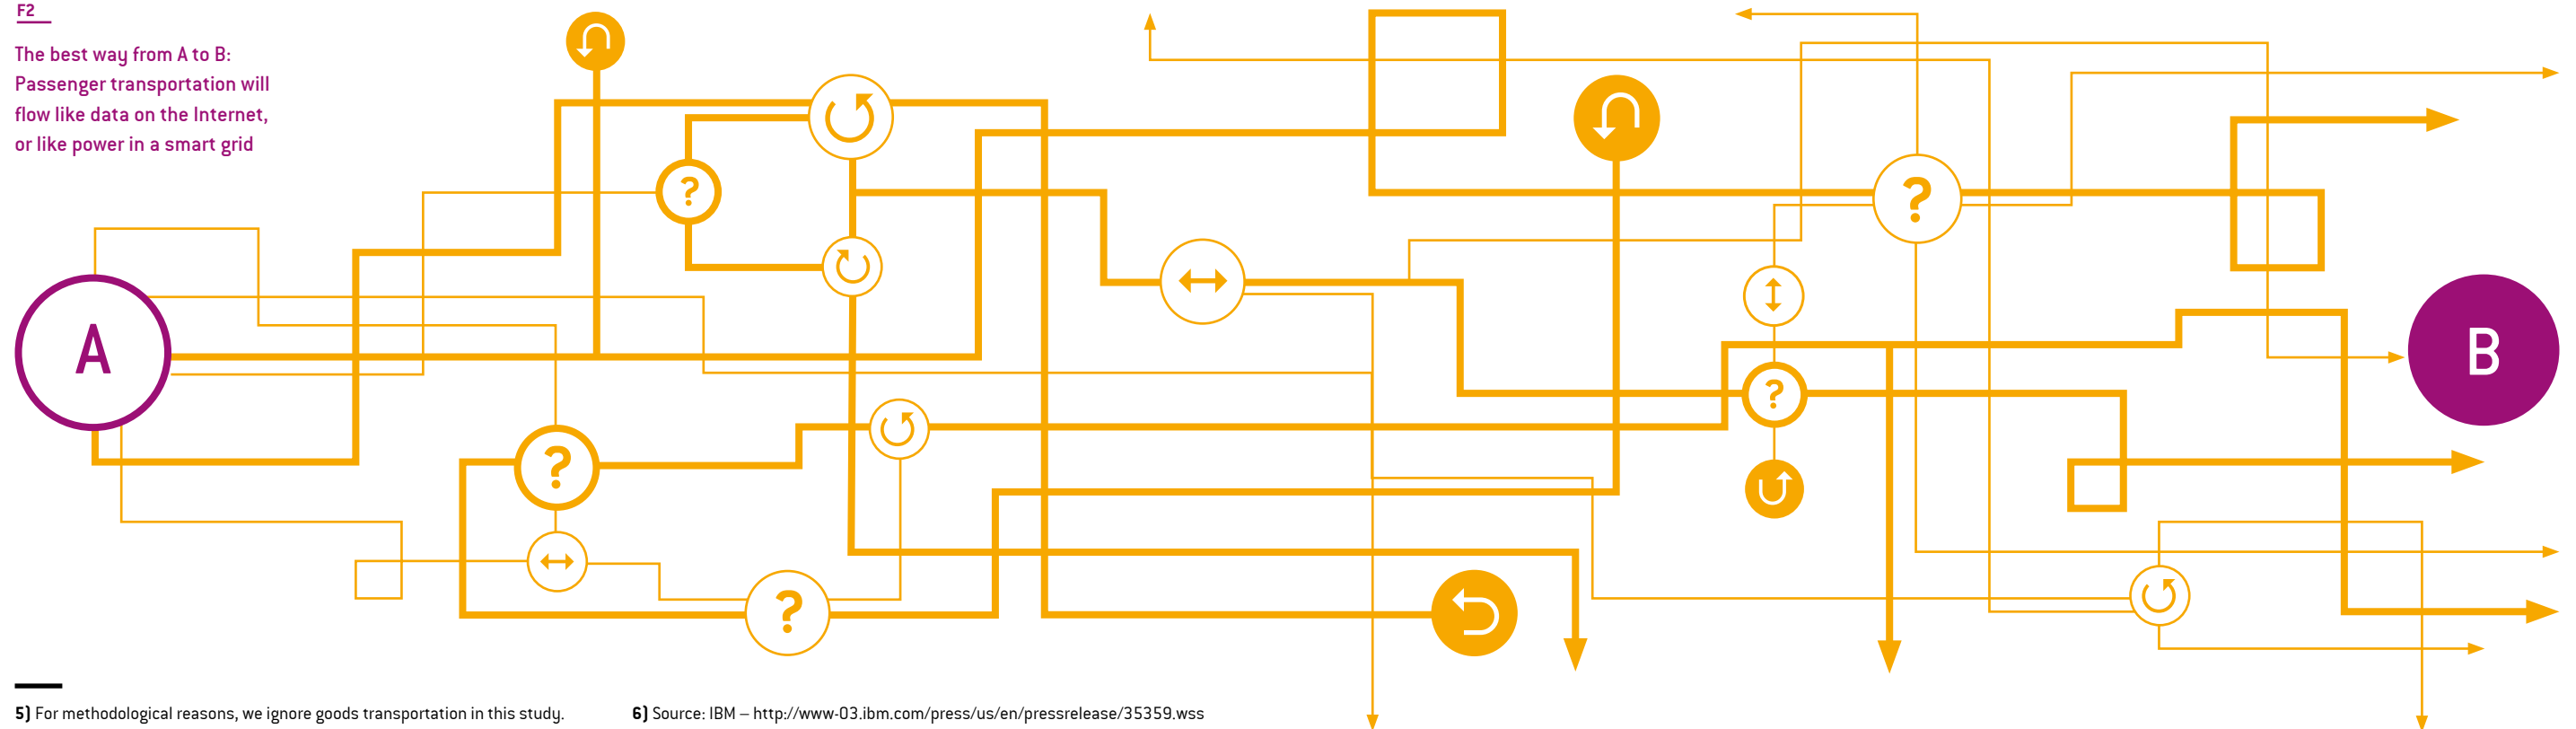 F2
The best way from A to B:
Passenger transportation will
flow like data on the Internet,
or like power in a smart grid
?
?
A
B
?
?
?
5) For methodological reasons, we ignore goods transportation in this study.
6) Source: IBM – http://www-03.ibm.com/press/us/en/pressrelease/35359.wss